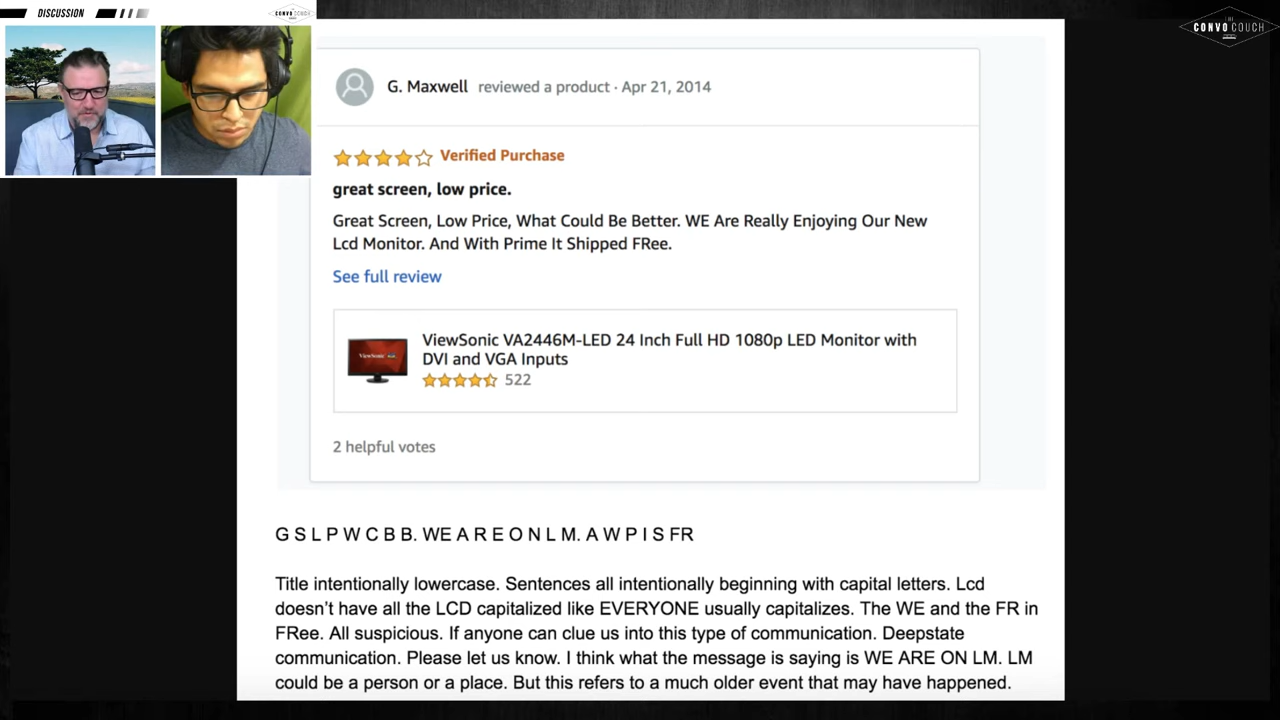 DISCUSSION
THE
CONVO COUCH
THE
CONVO COUCH
G. Maxwell reviewed a product · Apr 21, 2014
Verified Purchase
great screen, low price.
Great Screen, Low Price, What Could Be Better. WE Are Really Enjoying Our New
Lcd Monitor. And With Prime It Shipped FRee.
See full review
ViewSonic
ViewSonic VA2446M-LED 24 Inch Full HD 1080p LED Monitor with
DVI and VGA Inputs
522
2 helpful votes
G S L P W C B B. WE A R E O N L M. A W P I S FR
Title intentionally lowercase. Sentences all intentionally beginning with capital letters. Lcd
doesn't have all the LCD capitalized like EVERYONE usually capitalizes. The WE and the FR in
FRee. All suspicious. If anyone can clue us into this type of communication. Deepstate
communication. Please let us know. I think what the message is saying is WE ARE ON LM. LM
could be a person or a place. But this refers to a much older event that may have happened.